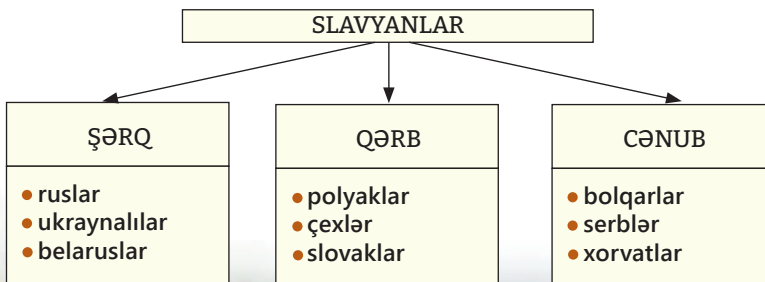 SLAVYANLAR
ŞƏRQ
• ruslar
• ukraynalılar
• belaruslar
QƏRB
• polyaklar
• çexlər
• slovaklar
CƏNUB
• bolqarlar
• serblər
• xorvatlar